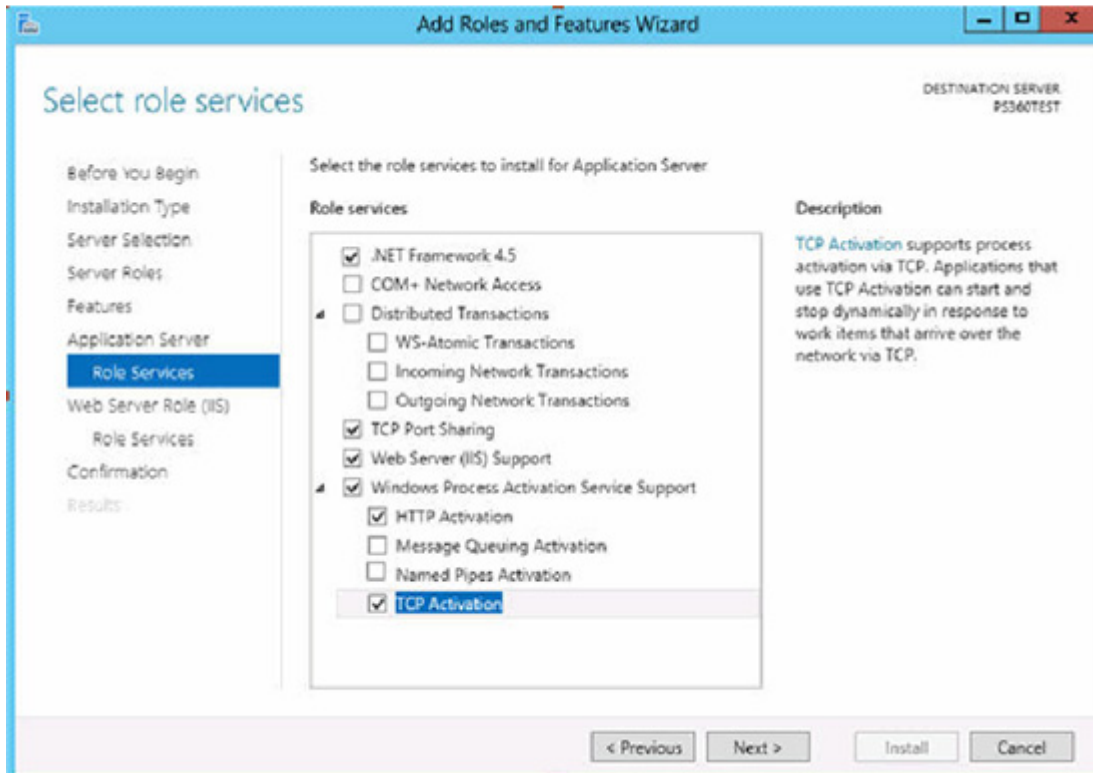 Add Roles and Features Wizard
Select role services
DESTINATION SERVER
PS360TEST
Before You Begin
Installation Type
Server Selection
Server Roles
Features
Application Server
Role Services
Web Server Role (IIS)
Role Services
Confirmation
Results
Select the role services to install for Application Server
Role services
.NET Framework 4.5
COM+ Network Access
Distributed Transactions
WS-Atomic Transactions
Incoming Network Transactions
Outgoing Network Transactions
TCP Port Sharing
Web Server (IIS) Support
Windows Process Activation Service Support
HTTP Activation
Message Queuing Activation
Named Pipes Activation
TCP Activation
Description
TCP Activation supports process
activation via TCP. Applications that
use TCP Activation can start and
stop dynamically in response to
work items that arrive over the
network via TCP.
< Previous
Next >
Install
Cancel